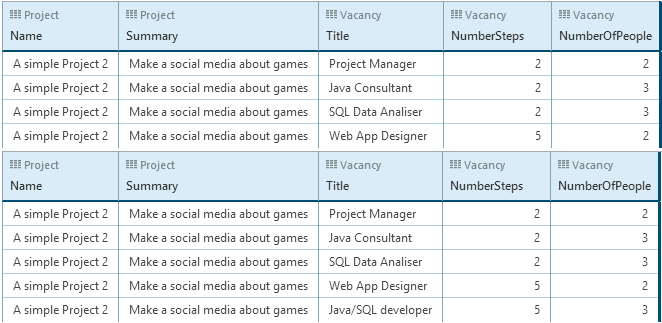 Project Project Vacancy Vacancy Vacancy
Name Summary Title NumberSteps NumberOfPeople
A simple Project 2 Make a social media about games Project Manager 2 2
A simple Project 2 Make a social media about games Java Consultant 2 3
A simple Project 2 Make a social media about games SQL Data Analiser 2 3
A simple Project 2 Make a social media about games Web App Designer 5 2
Project Project Vacancy Vacancy Vacancy
Name Summary Title NumberSteps NumberOfPeople
A simple Project 2 Make a social media about games Project Manager 2 2
A simple Project 2 Make a social media about games Java Consultant 2 3
A simple Project 2 Make a social media about games SQL Data Analiser 2 3
A simple Project 2 Make a social media about games Web App Designer 5 2
A simple Project 2 Make a social media about games Java/SQL developer 5 3